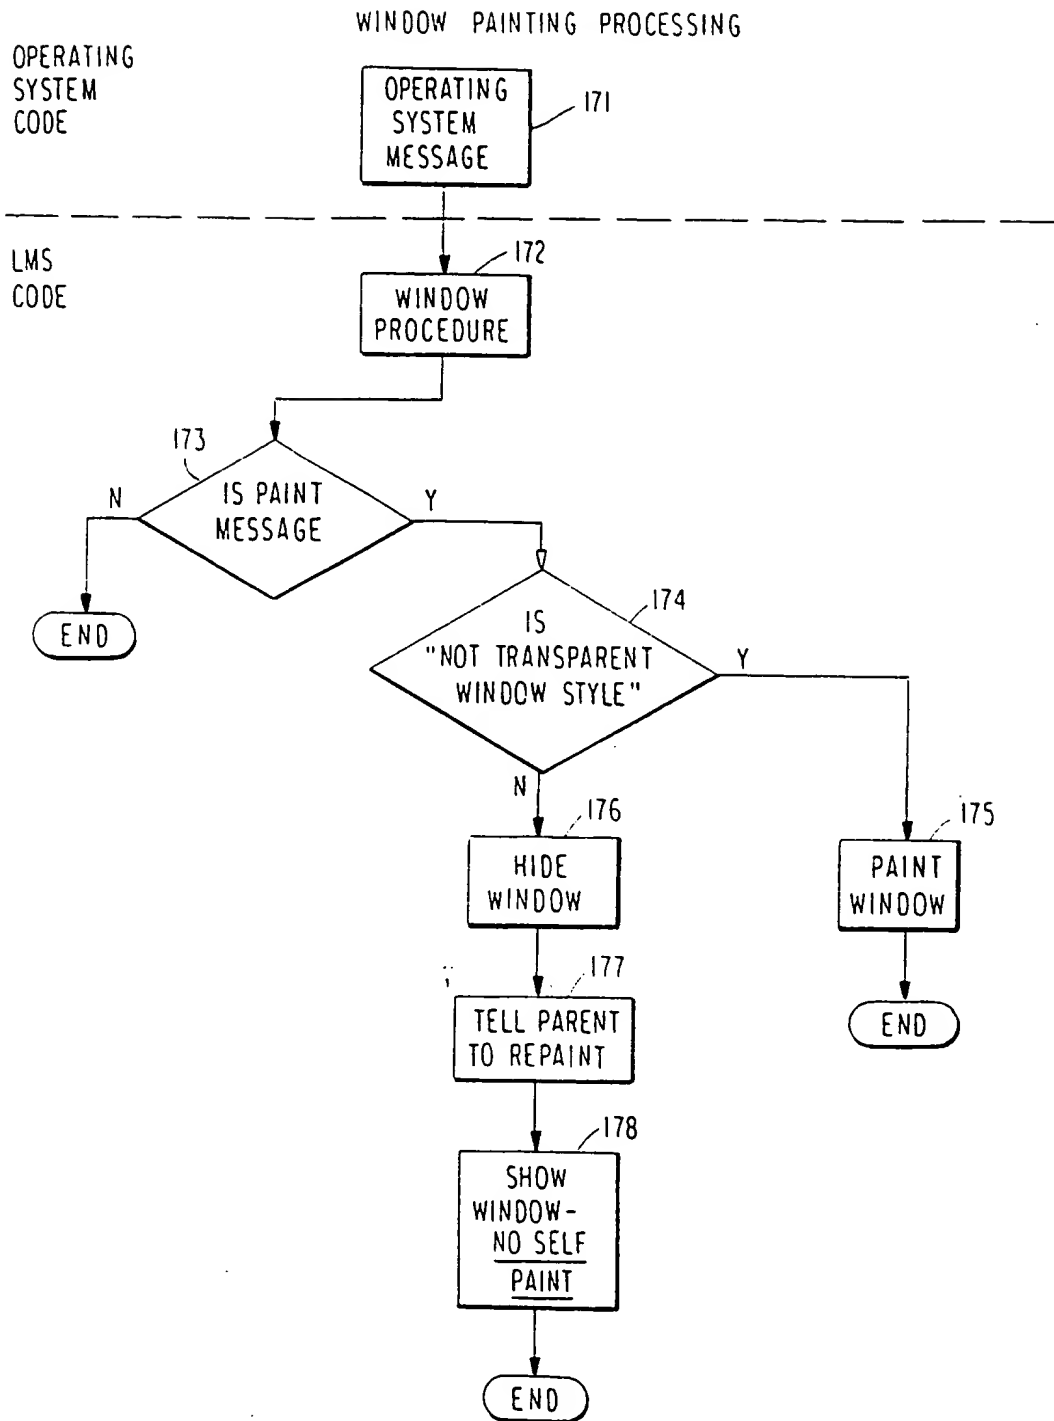 WINDOW PAINTING PROCESSING
OPERATING
SYSTEM
CODE
OPERATING
SYSTEM
MESSAGE
171
LMS
CODE
172
WINDOW
PROCEDURE
173
IS PAINT
MESSAGE
N
Y
END
174
IS
"NOT TRANSPARENT
WINDOW STYLE"
Y
N
176
HIDE
WINDOW
175
PAINT
WINDOW
177
TELL PARENT
TO REPAINT
END
178
SHOW
WINDOW-
NO SELF
PAINT
END